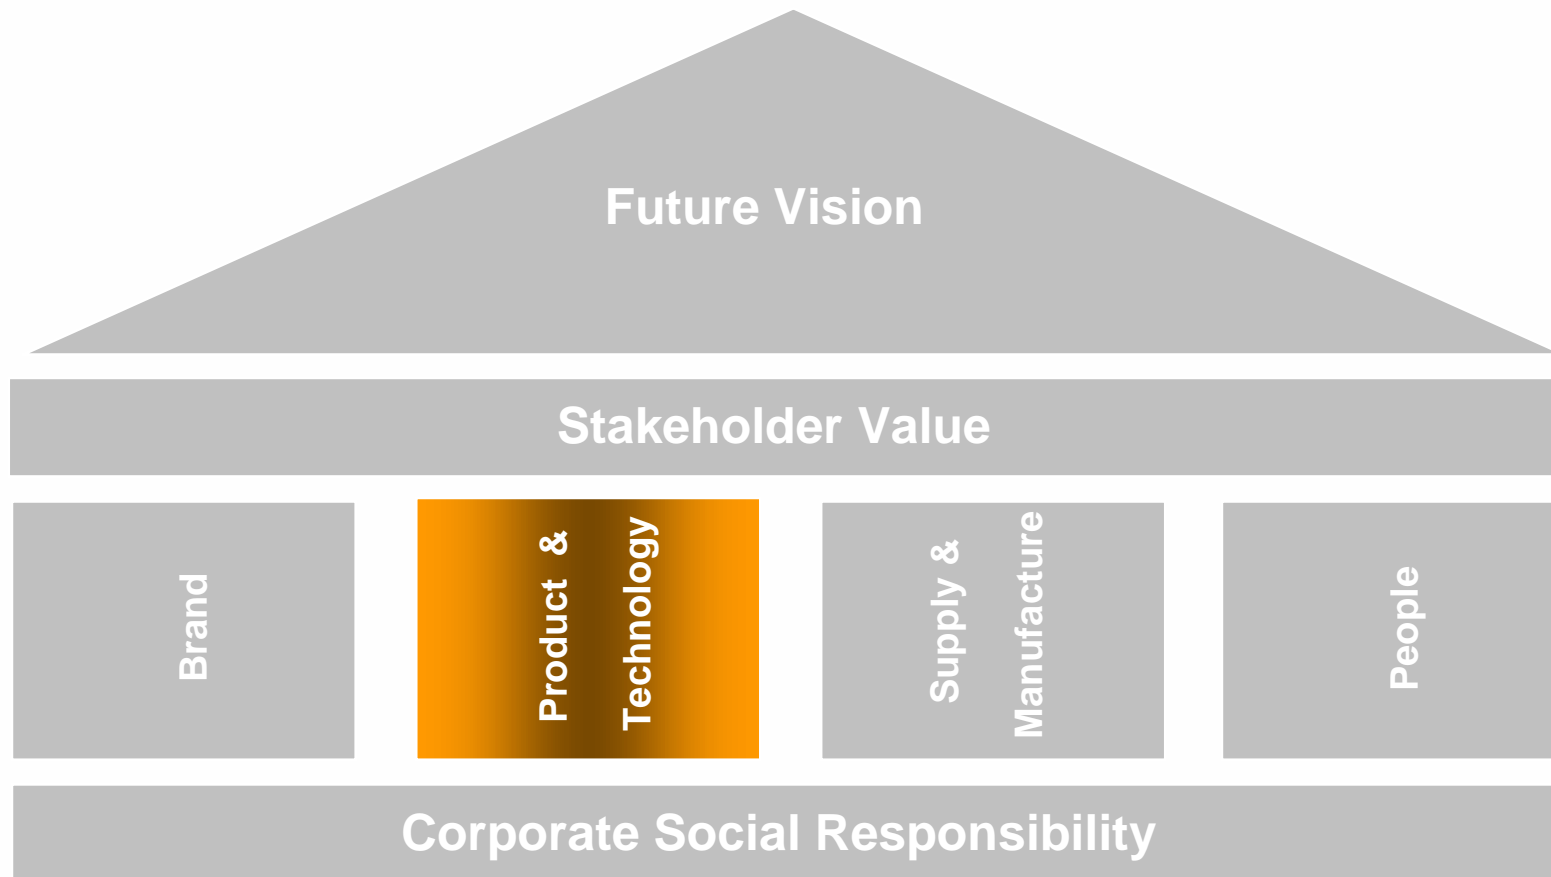 Future Vision
Stakeholder Value
Brand
Product &
Technology
Supply &
Manufacture
People
Corporate Social Responsibility